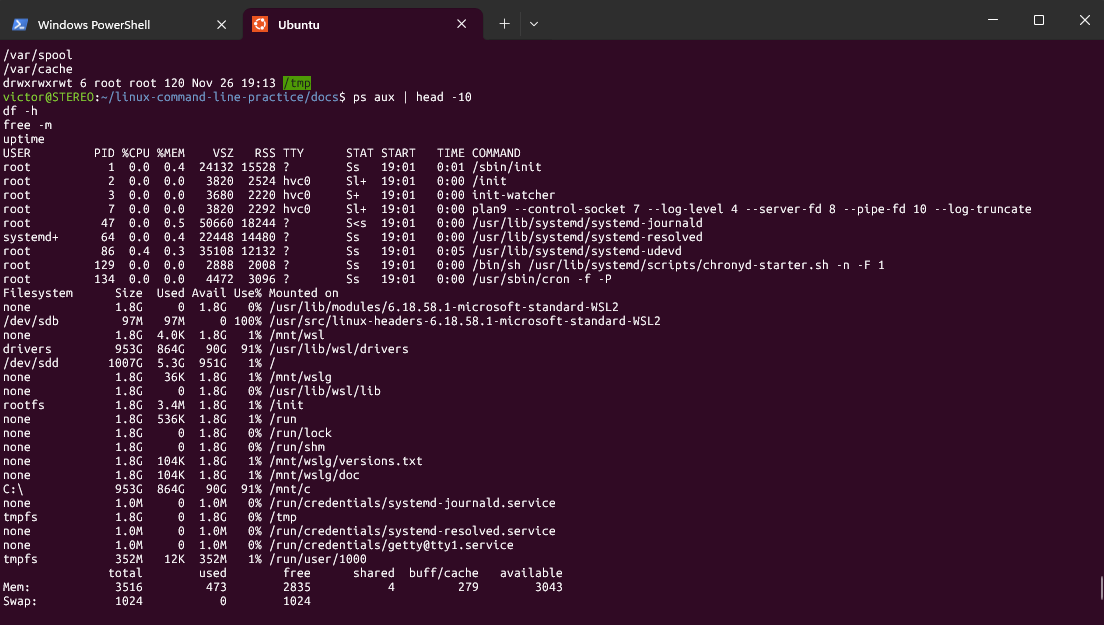 Windows PowerShell
Ubuntu
/var/spool
/var/cache
drwxrwxrwt 6 root root 120 Nov 26 19:13 /tmp
victor@STEREO:~/linux-command-line-practice/docs$ ps aux | head -10
df -h
free -m
uptime
USER         PID %CPU %MEM    VSZ   RSS TTY      STAT START   TIME COMMAND
root           1  0.0  0.4  24132 15528 ?        Ss   19:01   0:01 /sbin/init
root           2  0.0  0.0   3820  2524 hvc0     Sl+  19:01   0:00 /init
root           3  0.0  0.0   3680  2220 hvc0     S+   19:01   0:00 init-watcher
root           7  0.0  0.0   3820  2292 hvc0     Sl+  19:01   0:00 plan9 --control-socket 7 --log-level 4 --server-fd 8 --pipe-fd 10 --log-truncate
root          47  0.0  0.5  50660 18244 ?        S<s  19:01   0:00 /usr/lib/systemd/systemd-journald
systemd+      64  0.0  0.4  22448 14480 ?        Ss   19:01   0:00 /usr/lib/systemd/systemd-resolved
root          86  0.4  0.3  35108 12132 ?        Ss   19:01   0:05 /usr/lib/systemd/systemd-udevd
root         129  0.0  0.0   2888  2008 ?        Ss   19:01   0:00 /bin/sh /usr/lib/systemd/scripts/chronyd-starter.sh -n -F 1
root         134  0.0  0.0   4472  3096 ?        Ss   19:01   0:00 /usr/sbin/cron -f -P
Filesystem      Size  Used Avail Use% Mounted on
none            1.8G     0  1.8G   0% /usr/lib/modules/6.18.58.1-microsoft-standard-WSL2
/dev/sdb         97M   97M     0 100% /usr/src/linux-headers-6.18.58.1-microsoft-standard-WSL2
none            1.8G  4.0K  1.8G   1% /mnt/wsl
drivers         953G  864G   90G  91% /usr/lib/wsl/drivers
/dev/sdd       1007G  5.3G  951G   1% /
none            1.8G   36K  1.8G   1% /mnt/wslg
none            1.8G     0  1.8G   0% /usr/lib/wsl/lib
rootfs          1.8G  3.4M  1.8G   1% /init
none            1.8G  536K  1.8G   1% /run
none            1.8G     0  1.8G   0% /run/lock
none            1.8G     0  1.8G   0% /run/shm
none            1.8G  104K  1.8G   1% /mnt/wslg/versions.txt
none            1.8G  104K  1.8G   1% /mnt/wslg/doc
C:\             953G  864G   90G  91% /mnt/c
none            1.0M     0  1.0M   0% /run/credentials/systemd-journald.service
tmpfs           1.8G     0  1.8G   0% /tmp
none            1.0M     0  1.0M   0% /run/credentials/systemd-resolved.service
none            1.0M     0  1.0M   0% /run/credentials/getty@tty1.service
tmpfs           352M   12K  352M   1% /run/user/1000
               total        used        free      shared  buff/cache   available
Mem:            3516         473        2835           4         279        3043
Swap:           1024           0        1024